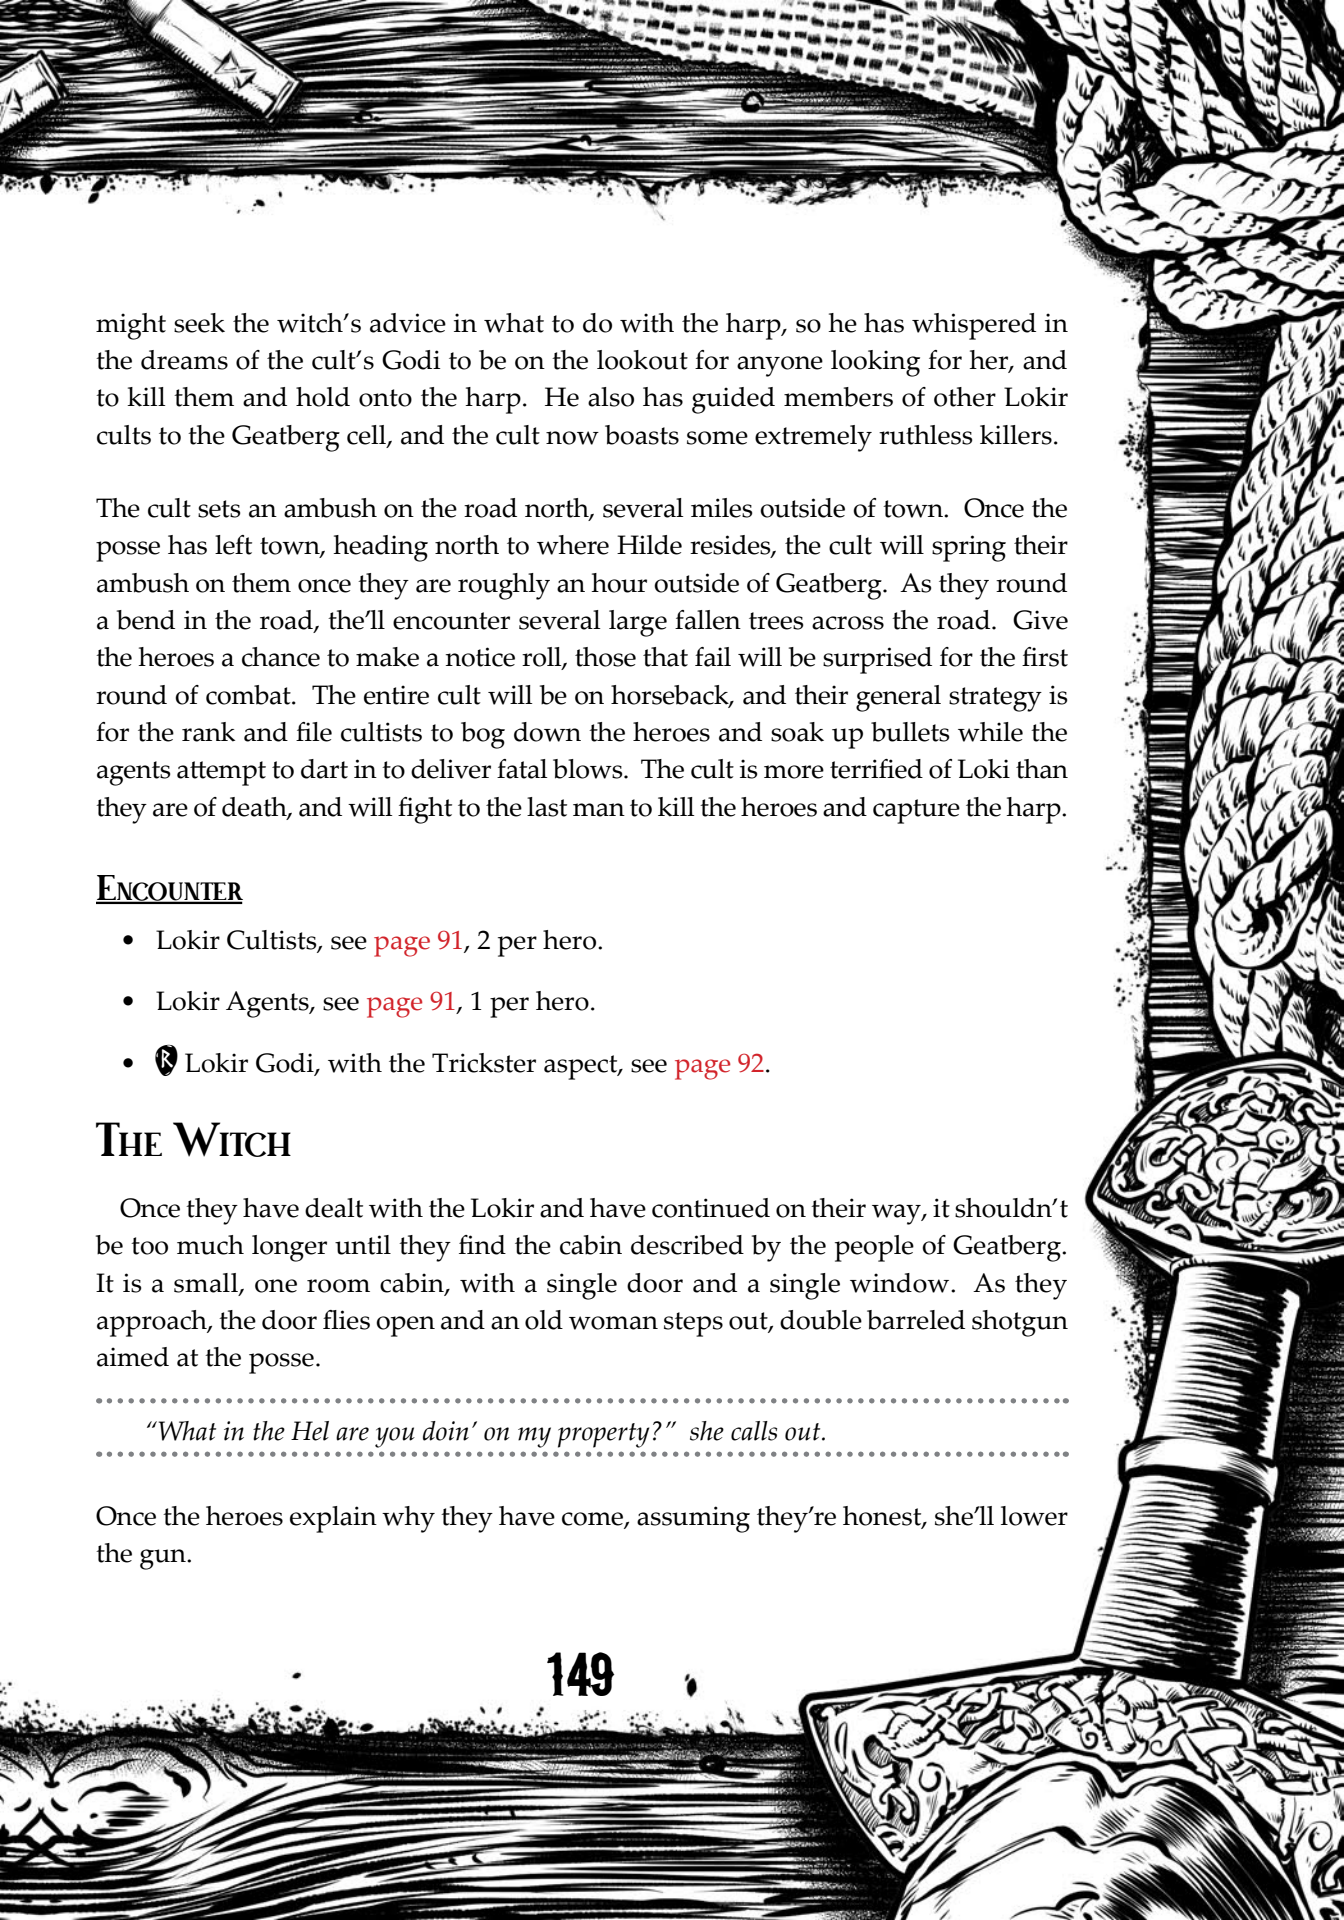 might seek the witch’s advice in what to do with the harp, so he has whispered in
the dreams of the cult’s Godi to be on the lookout for anyone looking for her, and
to kill them and hold onto the harp.  He also has guided members of other Lokir
cults to the Geatberg cell, and the cult now boasts some extremely ruthless killers.
The cult sets an ambush on the road north, several miles outside of town.  Once the
posse has left town, heading north to where Hilde resides, the cult will spring their
ambush on them once they are roughly an hour outside of Geatberg.  As they round
a bend in the road, the’ll encounter several large fallen trees across the road.  Give
the heroes a chance to make a notice roll, those that fail will be surprised for the first
round of combat.  The entire cult will be on horseback, and their general strategy is
for the rank and file cultists to bog down the heroes and soak up bullets while the
agents attempt to dart in to deliver fatal blows.  The cult is more terrified of Loki than
they are of death, and will fight to the last man to kill the heroes and capture the harp.
Encounter
• Lokir Cultists, see page 91, 2 per hero.
• Lokir Agents, see page 91, 1 per hero.
• R Lokir Godi, with the Trickster aspect, see page 92.
The Witch
Once they have dealt with the Lokir and have continued on their way, it shouldn’t
be too much longer until they find the cabin described by the people of Geatberg.
It is a small, one room cabin, with a single door and a single window.  As they
approach, the door flies open and an old woman steps out, double barreled shotgun
aimed at the posse.
“What in the Hel are you doin’ on my property?”  she calls out.
Once the heroes explain why they have come, assuming they’re honest, she’ll lower
the gun.
149